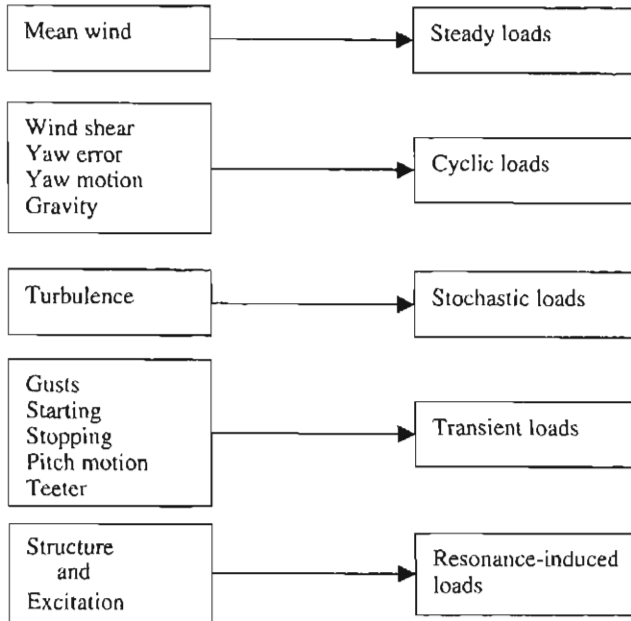 Mean wind
Steady loads
Wind shear
Yaw error
Yaw motion
Gravity
Cyclic loads
Turbulence
Stochastic loads
Gusts
Starting
Stopping
Pitch motion
Teeter
Transient loads
Structure
and
Excitation
Resonance-induced
loads